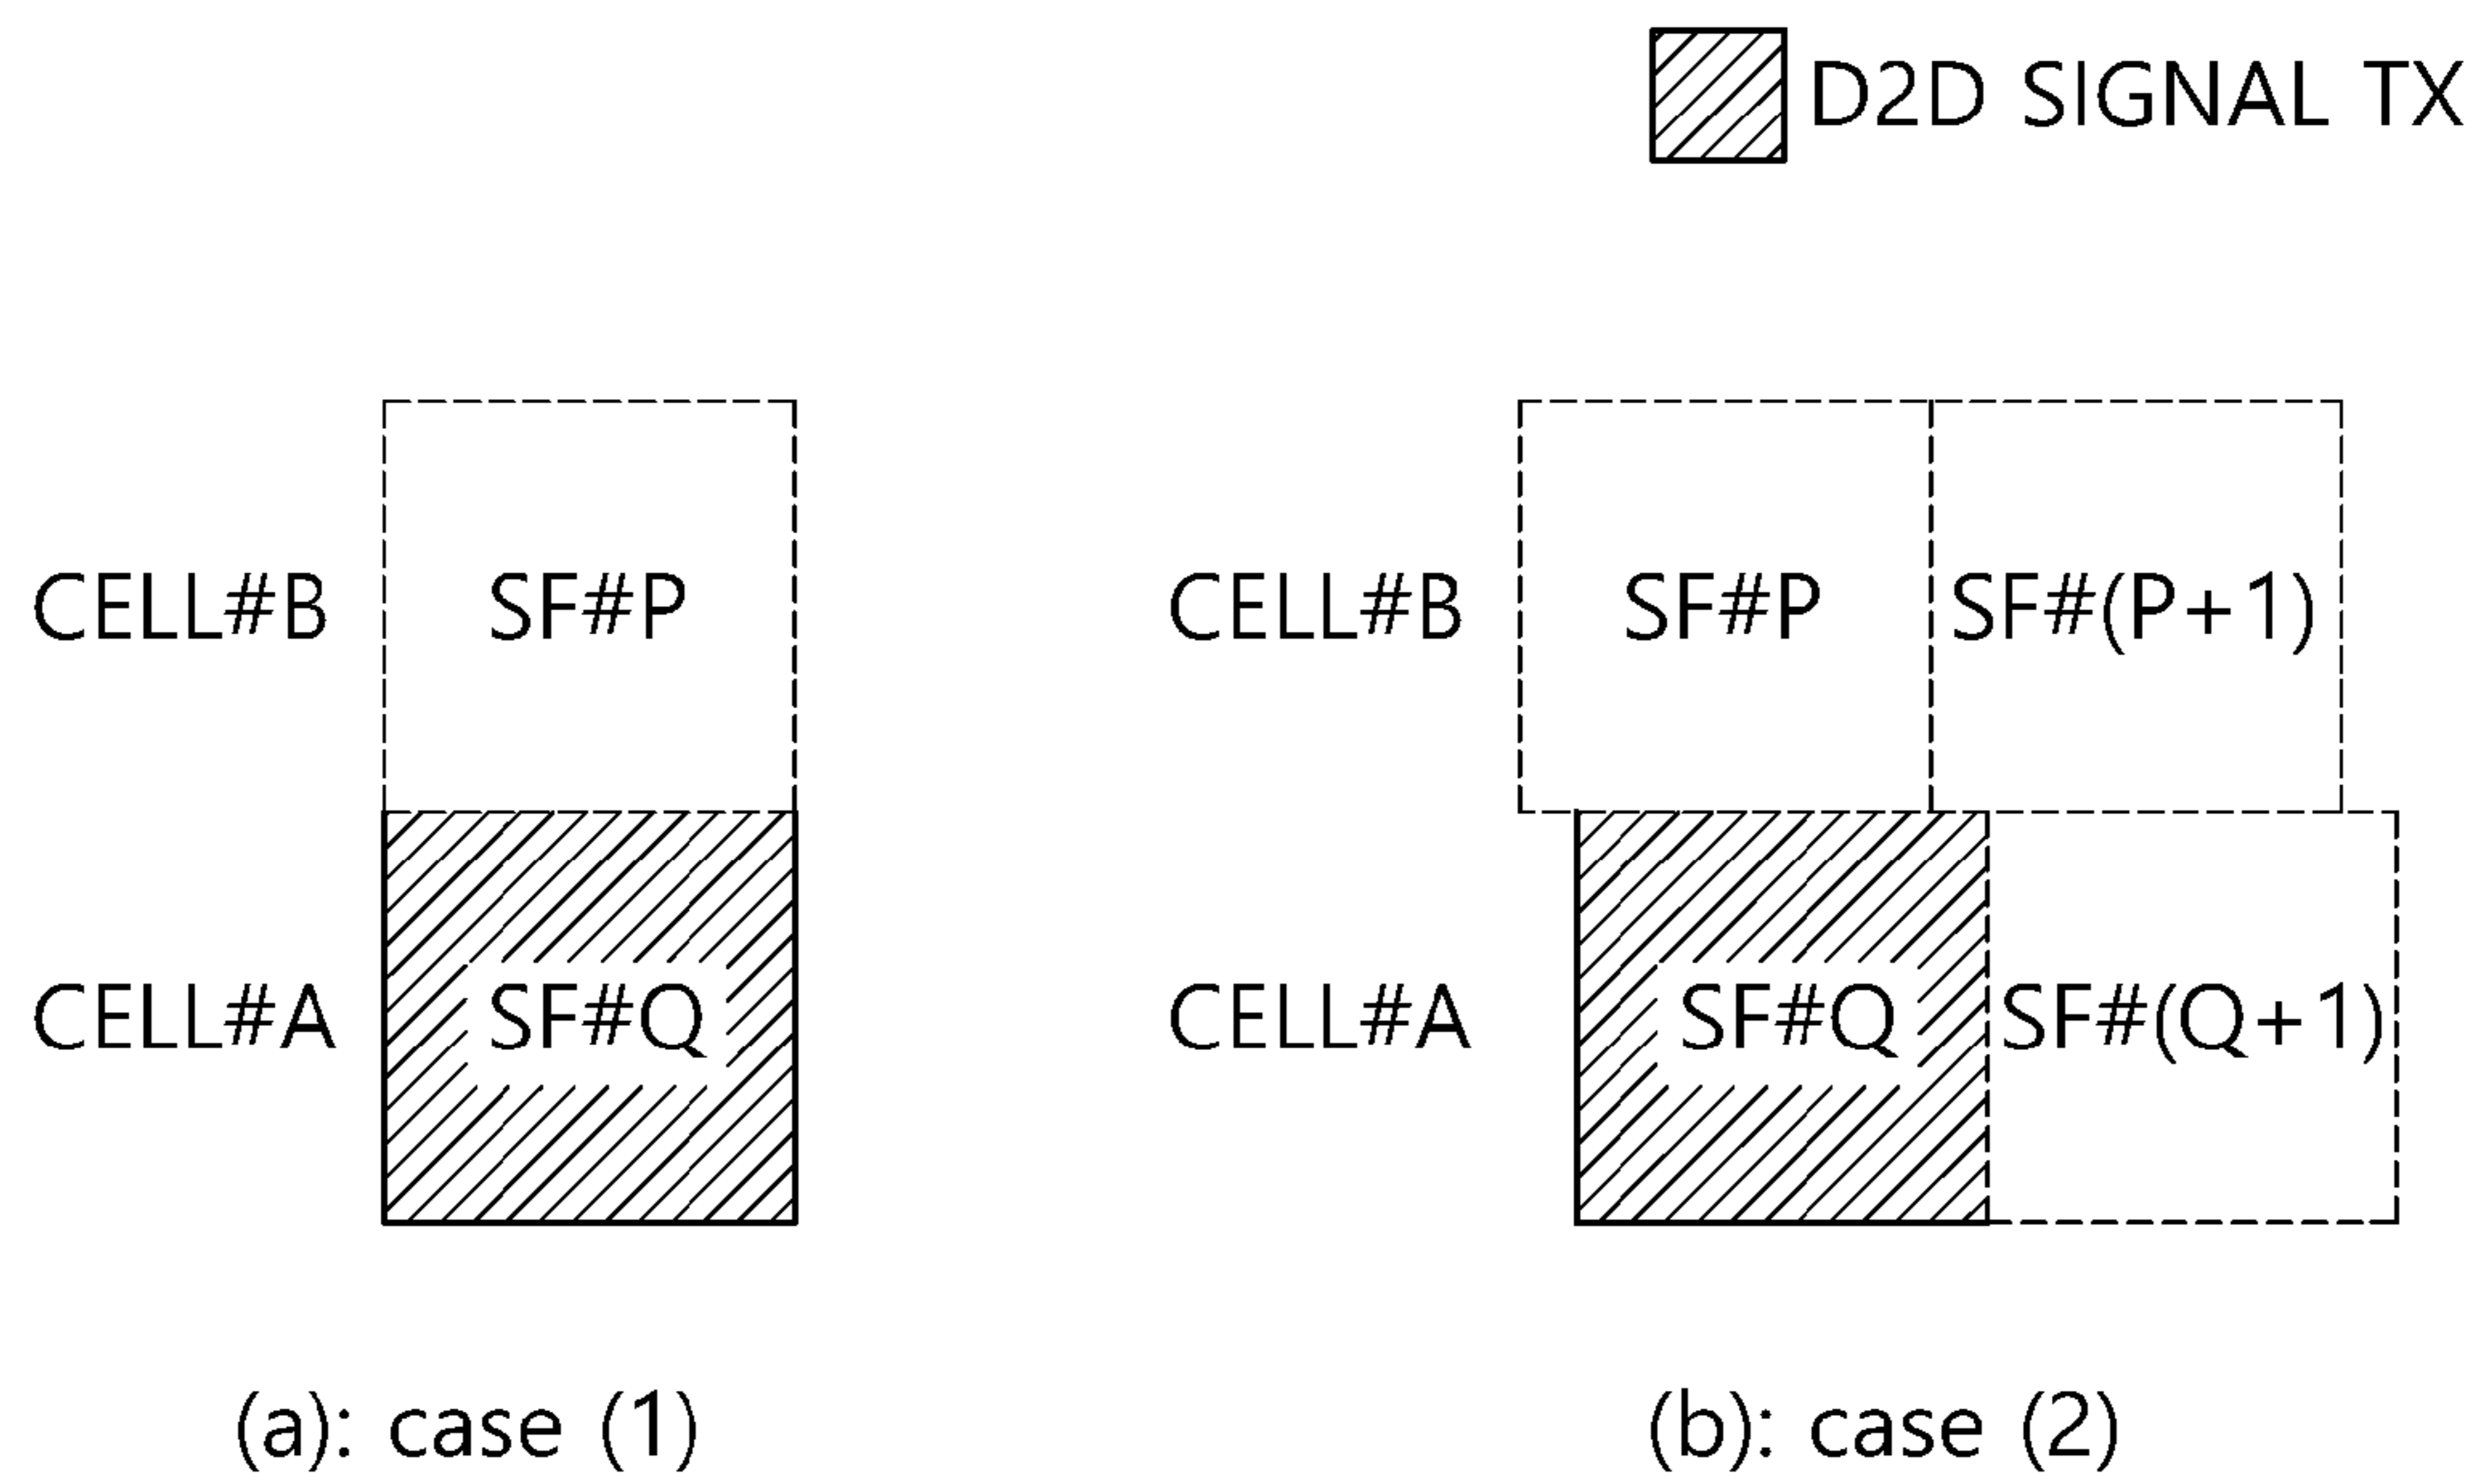 D2D SIGNAL TX
CELL#B SF#P
CELL#A SF#Q
(a): case (1)
CELL#B SF#P SF#(P+1)
CELL#A SF#Q SF#(Q+1)
(b): case (2)